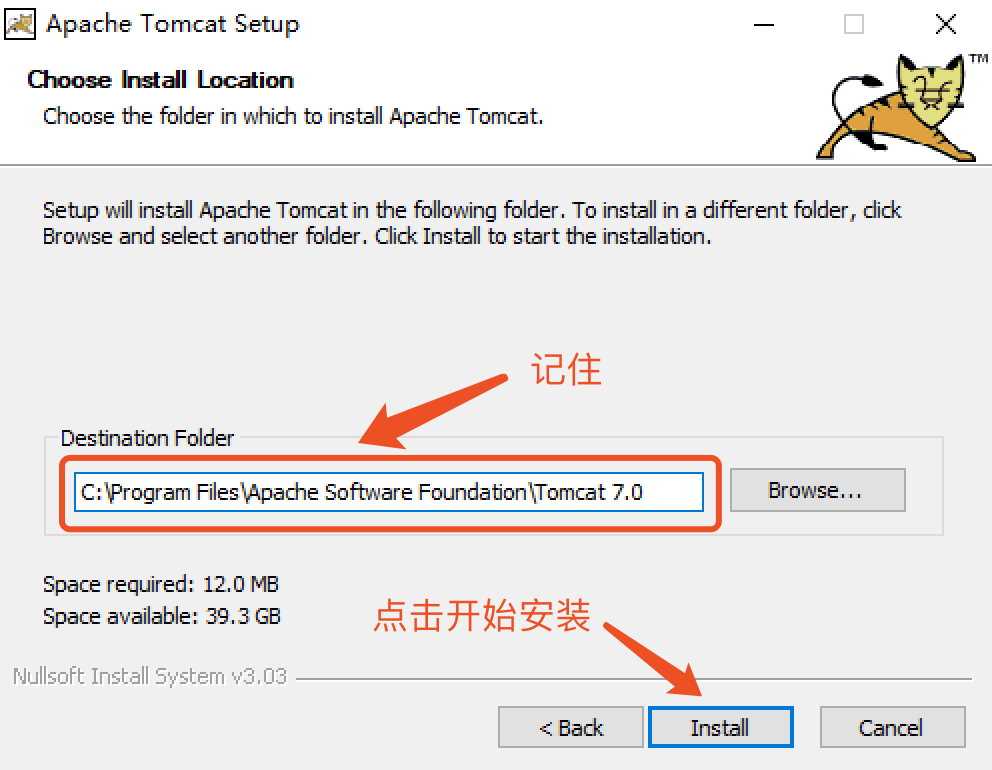 Apache Tomcat Setup
Choose Install Location
Choose the folder in which to install Apache Tomcat.
TM
Setup will install Apache Tomcat in the following folder. To install in a different folder, click
Browse and select another folder. Click Install to start the installation.
记住
Destination Folder
C:\Program Files\Apache Software Foundation\Tomcat 7.0
Browse...
Space required: 12.0 MB
Space available: 39.3 GB
点击开始安装
Nullsoft Install System v3.03
< Back
Install
Cancel